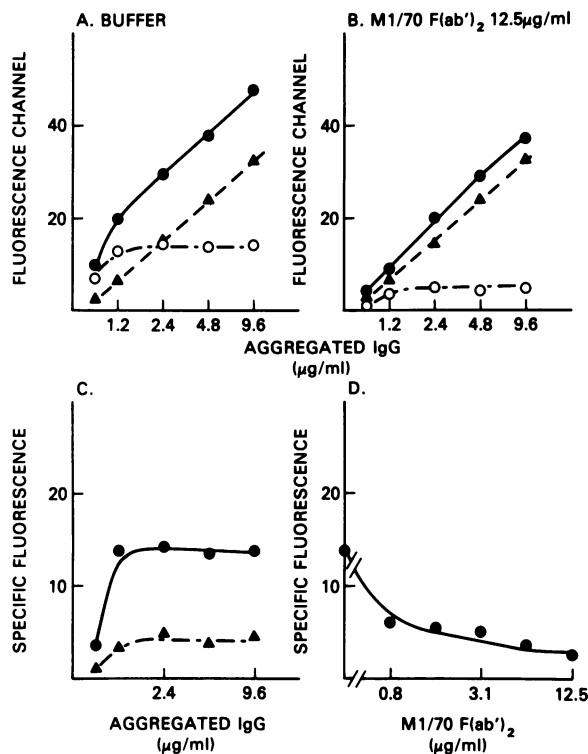 A. BUFFER
B. M1/70 F(ab')₂ 12.5µg/ml
FLUORESCENCE CHANNEL
40
20
1.2 2.4 4.8 9.6
FLUORESCENCE CHANNEL
40
20
1.2 2.4 4.8 9.6
AGGREGATED IgG
(µg/ml)
C.
SPECIFIC FLUORESCENCE
20
10
2.4 9.6
AGGREGATED IgG
(µg/ml)
D.
SPECIFIC FLUORESCENCE
20
10
0.8 3.1 12.5
M1/70 F(ab')₂
(µg/ml)